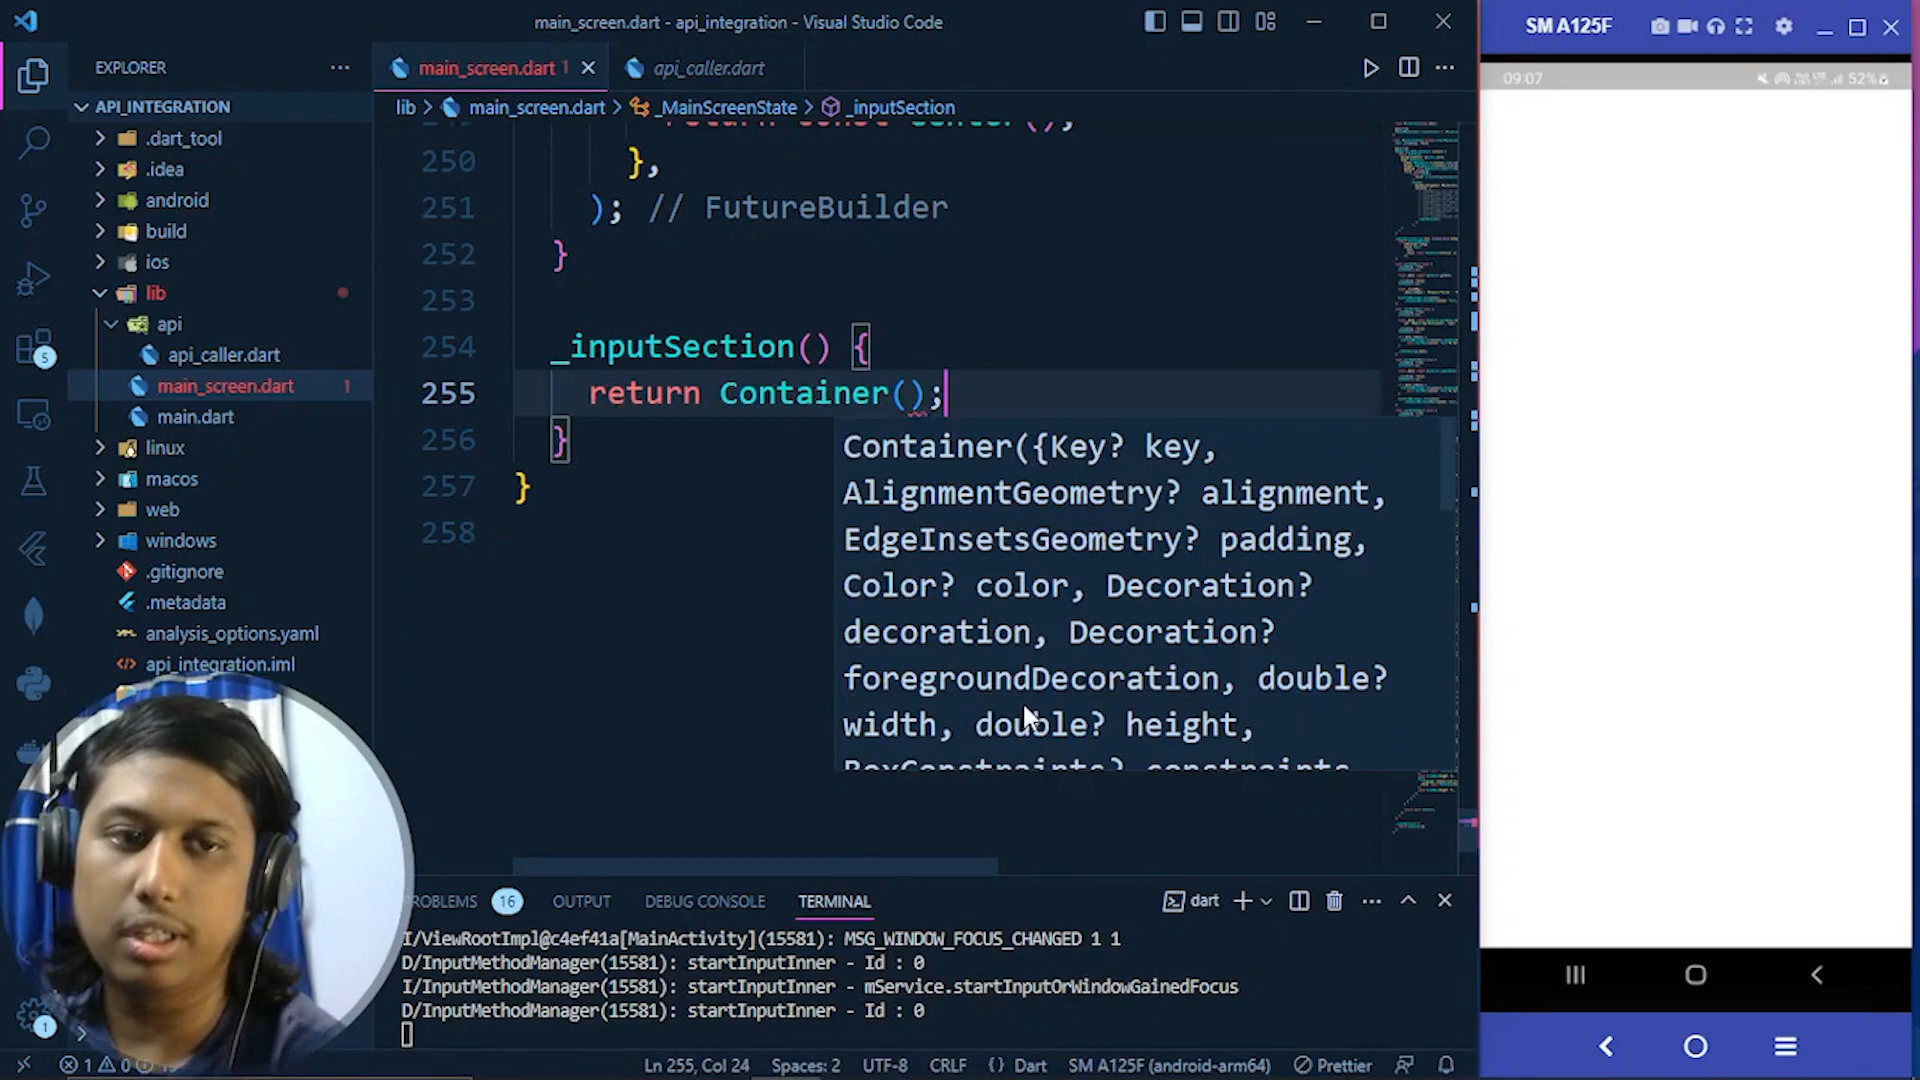 main_screen.dart - api_integration - Visual Studio Code
SM A125F
EXPLORER
main_screen.dart 1
api_caller.dart
09:07
52%
API_INTEGRATION
lib > main_screen.dart > _MainScreenState > _inputSection
.dart_tool
.idea
android
build
ios
lib
api
api_caller.dart
main_screen.dart 1
main.dart
linux
macos
web
windows
.gitignore
.metadata
analysis_options.yaml
api_integration.iml
250 },
251 ); // FutureBuilder
252 }
253
254 _inputSection() {
255 return Container();
256 }
257 }
258
Container({Key? key,
AlignmentGeometry? alignment,
EdgeInsetsGeometry? padding,
Color? color, Decoration?
decoration, Decoration?
foregroundDecoration, double?
width, double? height,
BoxConstraints? constraints
5
1
16
OUTPUT
DEBUG CONSOLE
TERMINAL
dart
I/ViewRootImpl@c4ef41a[MainActivity](15581): MSG_WINDOW_FOCUS_CHANGED 1 1
D/InputMethodManager(15581): startInputInner - Id : 0
I/InputMethodManager(15581): startInputInner - mService.startInputOrWindowGainedFocus
D/InputMethodManager(15581): startInputInner - Id : 0
1 0
Ln 255, Col 24
Spaces: 2
UTF-8
CRLF
{} Dart
SM A125F (android-arm64)
Prettier